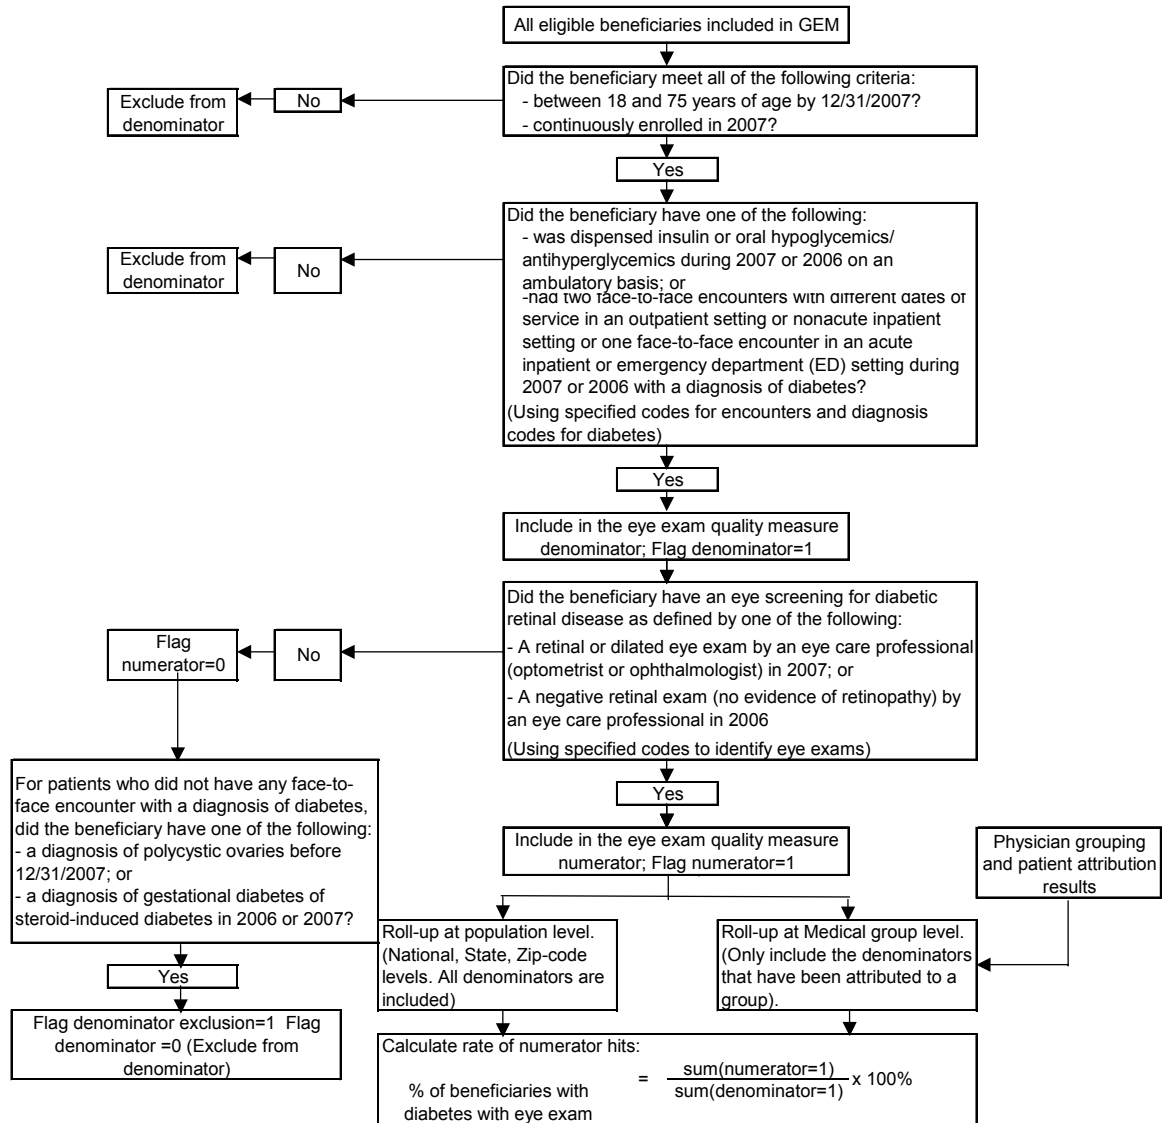 All eligible beneficiaries included in GEM
Did the beneficiary meet all of the following criteria:
- between 18 and 75 years of age by 12/31/2007?
- continuously enrolled in 2007?
No
Exclude from
denominator
Yes
Did the beneficiary have one of the following:
- was dispensed insulin or oral hypoglycemics/
antihyperglycemics during 2007 or 2006 on an
ambulatory basis; or
-had two face-to-face encounters with different dates of
service in an outpatient setting or nonacute inpatient
setting or one face-to-face encounter in an acute
inpatient or emergency department (ED) setting during
2007 or 2006 with a diagnosis of diabetes?
(Using specified codes for encounters and diagnosis
codes for diabetes)
No
Exclude from
denominator
Yes
Include in the eye exam quality measure
denominator; Flag denominator=1
Did the beneficiary have an eye screening for diabetic
retinal disease as defined by one of the following:
- A retinal or dilated eye exam by an eye care professional
(optometrist or ophthalmologist) in 2007; or
- A negative retinal exam (no evidence of retinopathy) by
an eye care professional in 2006
(Using specified codes to identify eye exams)
No
Flag
numerator=0
For patients who did not have any face-to-
face encounter with a diagnosis of diabetes,
did the beneficiary have one of the following:
- a diagnosis of polycystic ovaries before
12/31/2007; or
- a diagnosis of gestational diabetes of
steroid-induced diabetes in 2006 or 2007?
Yes
Flag denominator exclusion=1 Flag
denominator =0 (Exclude from
denominator)
Yes
Include in the eye exam quality measure
numerator; Flag numerator=1
Physician grouping
and patient attribution
results
Roll-up at population level.
(National, State, Zip-code
levels. All denominators are
included)
Roll-up at Medical group level.
(Only include the denominators
that have been attributed to a
group).
Calculate rate of numerator hits:
% of beneficiaries with
diabetes with eye exam
=
sum(numerator=1)
sum(denominator=1)
x 100%